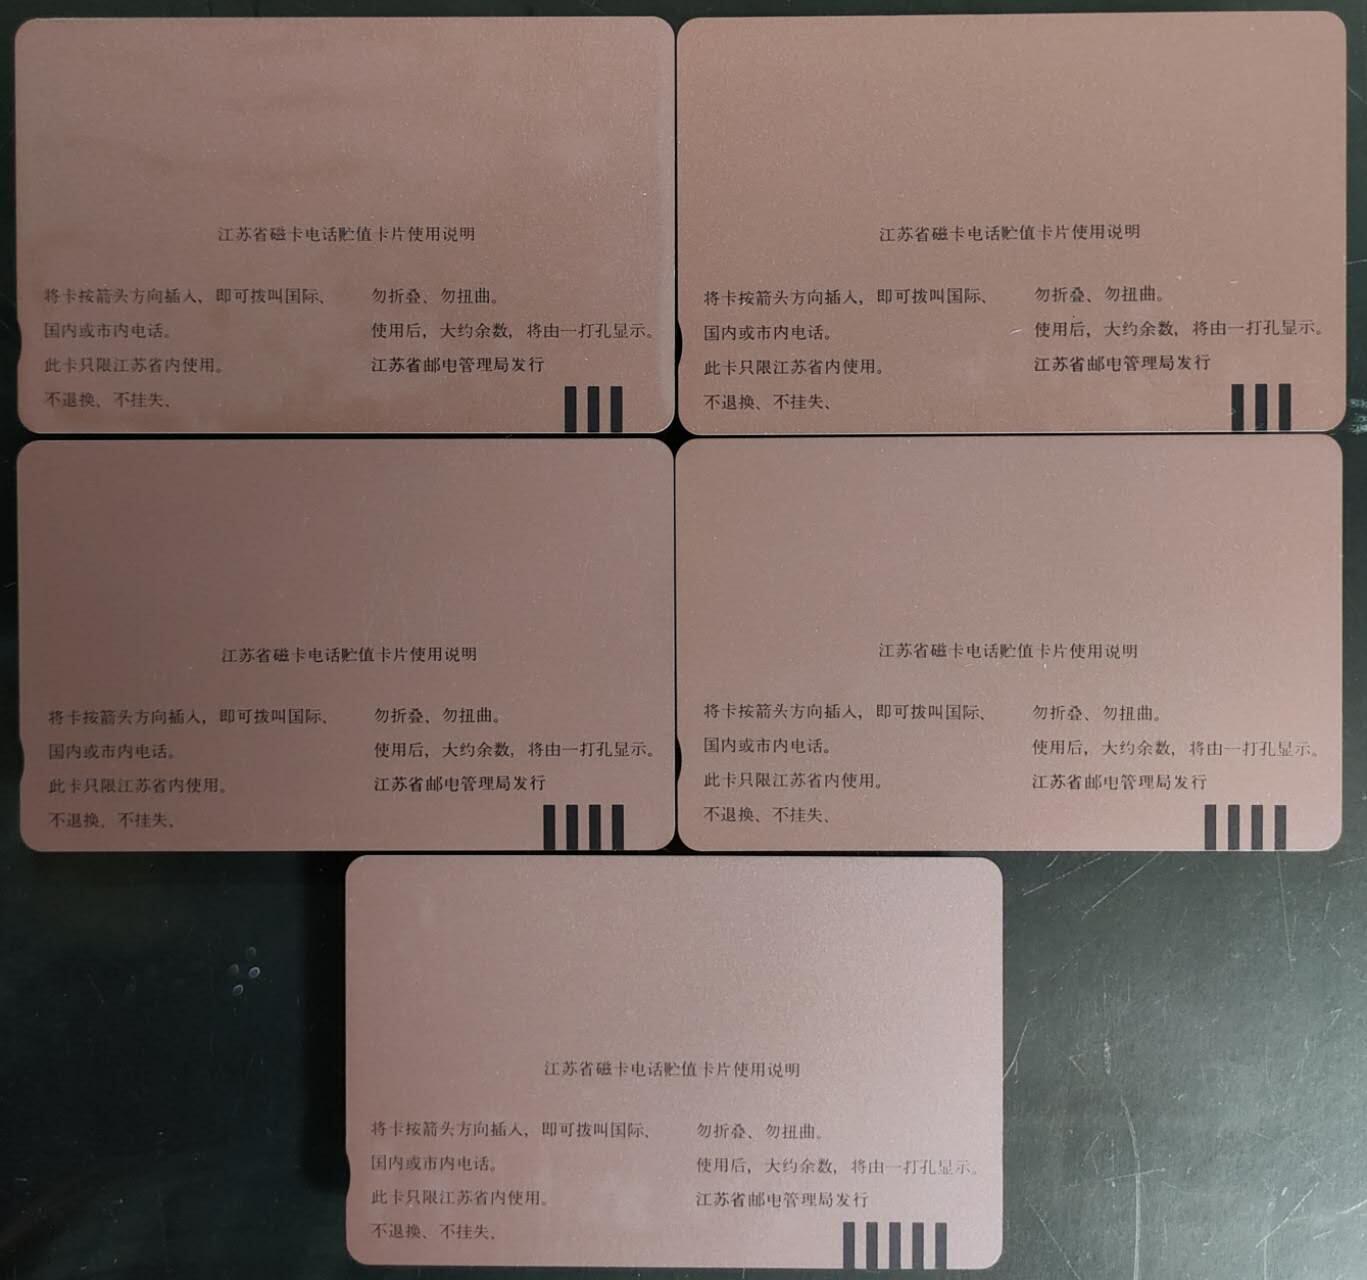 江苏省磁卡电话贮值卡片使用说明
将卡按箭头方向插入，即可拨叫国际、
国内或市内电话。
此卡只限江苏省内使用。
不退换、不挂失、
勿折叠、勿扭曲。
使用后，大约余数，将由一打孔显示。
江苏省邮电管理局发行
江苏省磁卡电话贮值卡片使用说明
将卡按箭头方向插入，即可拨叫国际、
国内或市内电话。
此卡只限江苏省内使用。
不退换、不挂失、
勿折叠、勿扭曲。
使用后，大约余数，将由一打孔显示。
江苏省邮电管理局发行
江苏省磁卡电话贮值卡片使用说明
将卡按箭头方向插入，即可拨叫国际、
国内或市内电话。
此卡只限江苏省内使用。
不退换、不挂失、
勿折叠、勿扭曲。
使用后，大约余数，将由一打孔显示。
江苏省邮电管理局发行
江苏省磁卡电话贮值卡片使用说明
将卡按箭头方向插入，即可拨叫国际、
国内或市内电话。
此卡只限江苏省内使用。
不退换、不挂失、
勿折叠、勿扭曲。
使用后，大约余数，将由一打孔显示。
江苏省邮电管理局发行
江苏省磁卡电话贮值卡片使用说明
将卡按箭头方向插入，即可拨叫国际、
国内或市内电话。
此卡只限江苏省内使用。
不退换、不挂失、
勿折叠、勿扭曲。
使用后，大约余数，将由一打孔显示。
江苏省邮电管理局发行